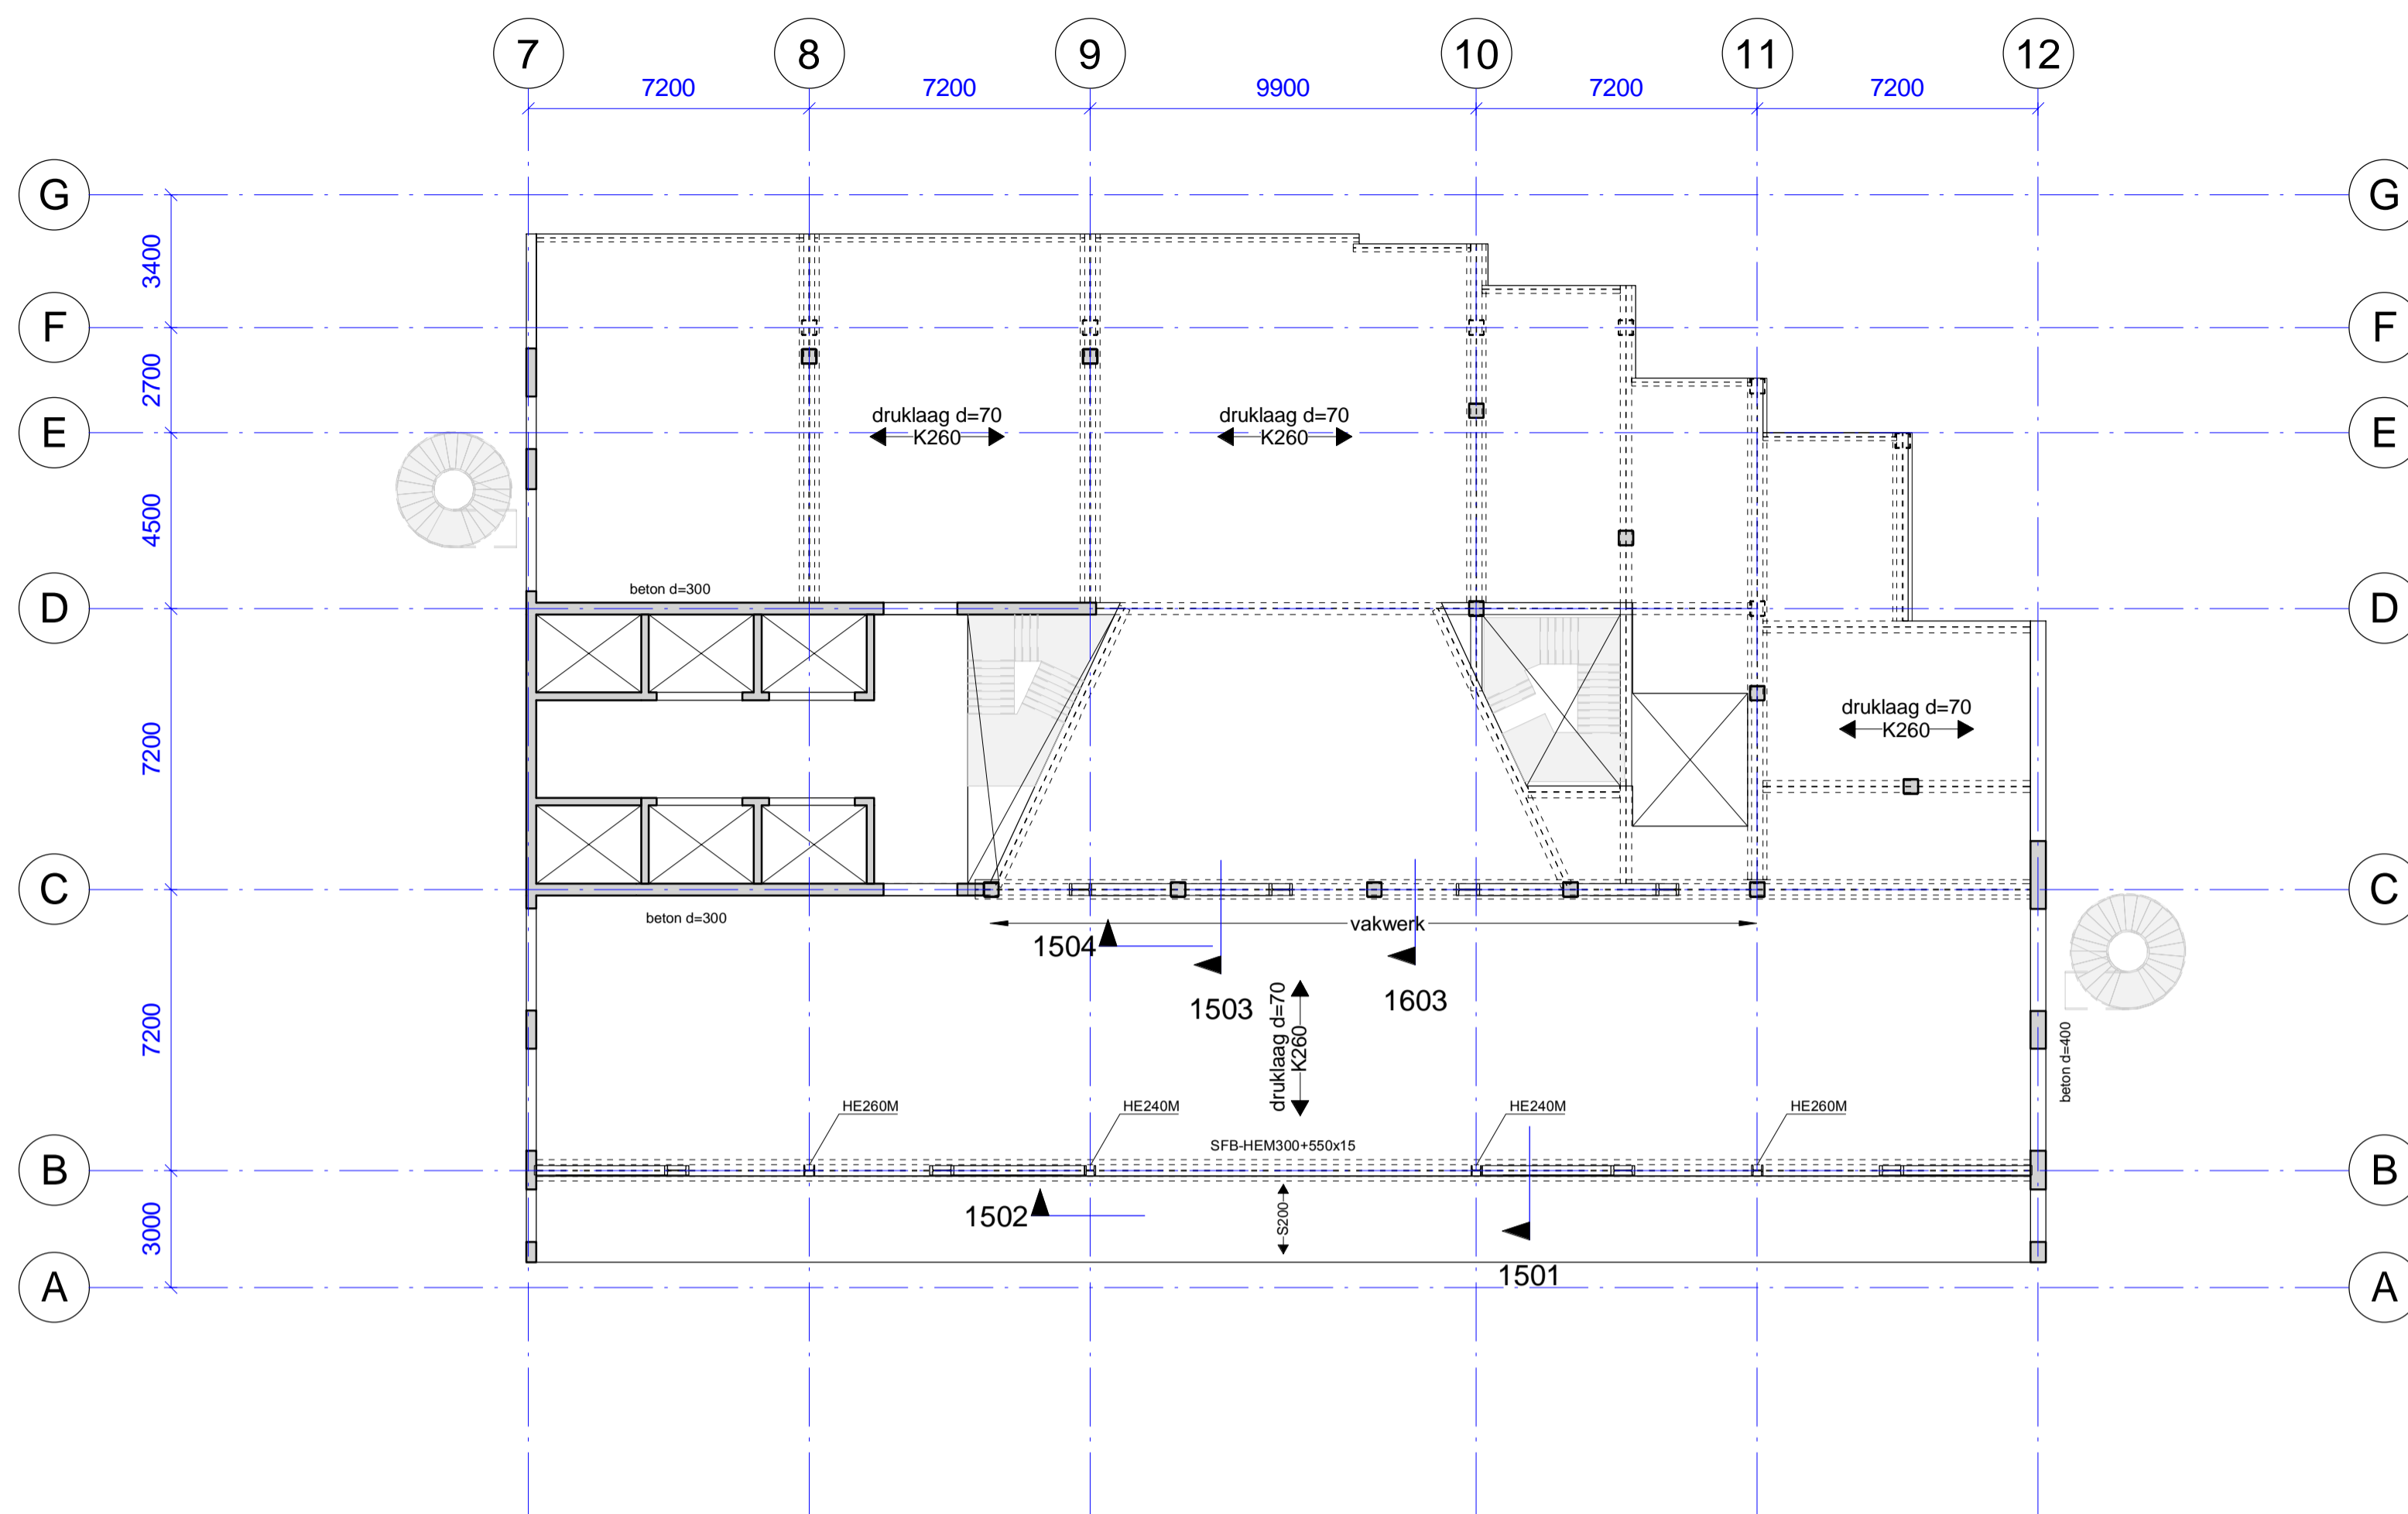 7 8 9 10 11 12
7200 7200 9900 7200 7200
G G
3400
F F
2700
druklaag d=70 druklaag d=70
K260 K260
E E
4500
beton d=300
D D
druklaag d=70
K260
7200
C C
beton d=300
vakwerk
1504
1503 1603
druklaag d=70
K260
7200
beton d=400
HE260M HE240M HE240M HE260M
SFB-HEM300+550x15
B B
1502
S200
3000
1501
A A